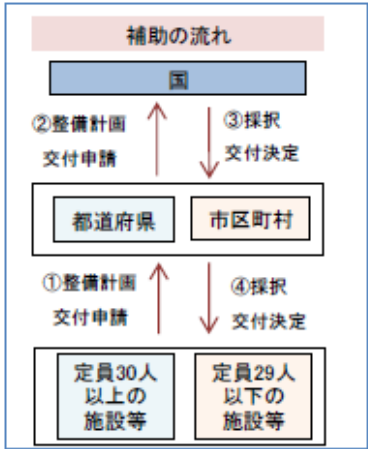 補助の流れ
国
②整備計画
交付申請
③採択
交付決定
都道府県
市区町村
①整備計画
交付申請
④採択
交付決定
定員30人
以上の
施設等
定員29人
以下の
施設等